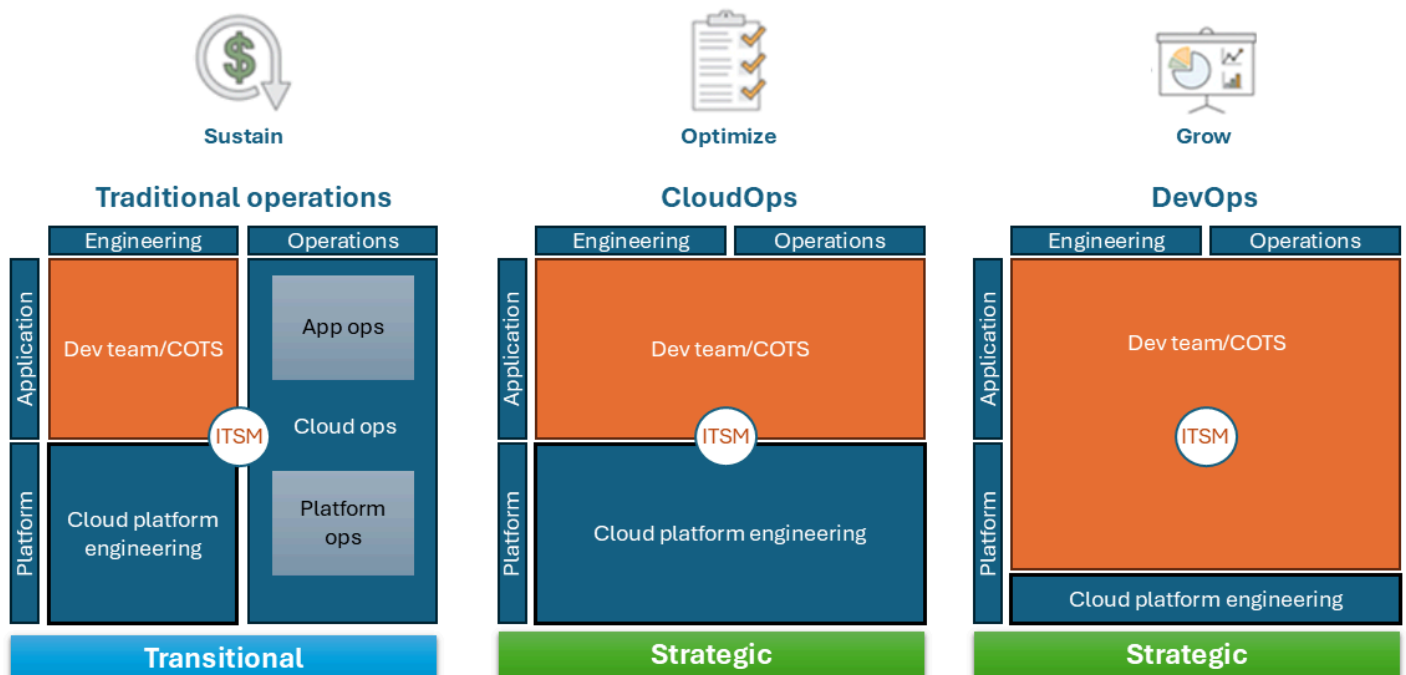 Sustain
Optimize
Grow
Traditional operations
Engineering
Operations
Application
Platform
Dev team/COTS
App ops
ITSM
Cloud ops
Cloud platform
engineering
Platform
ops
Transitional
CloudOps
Engineering
Operations
Application
Platform
Dev team/COTS
ITSM
Cloud platform engineering
Strategic
DevOps
Engineering
Operations
Application
Platform
Dev team/COTS
ITSM
Cloud platform engineering
Strategic